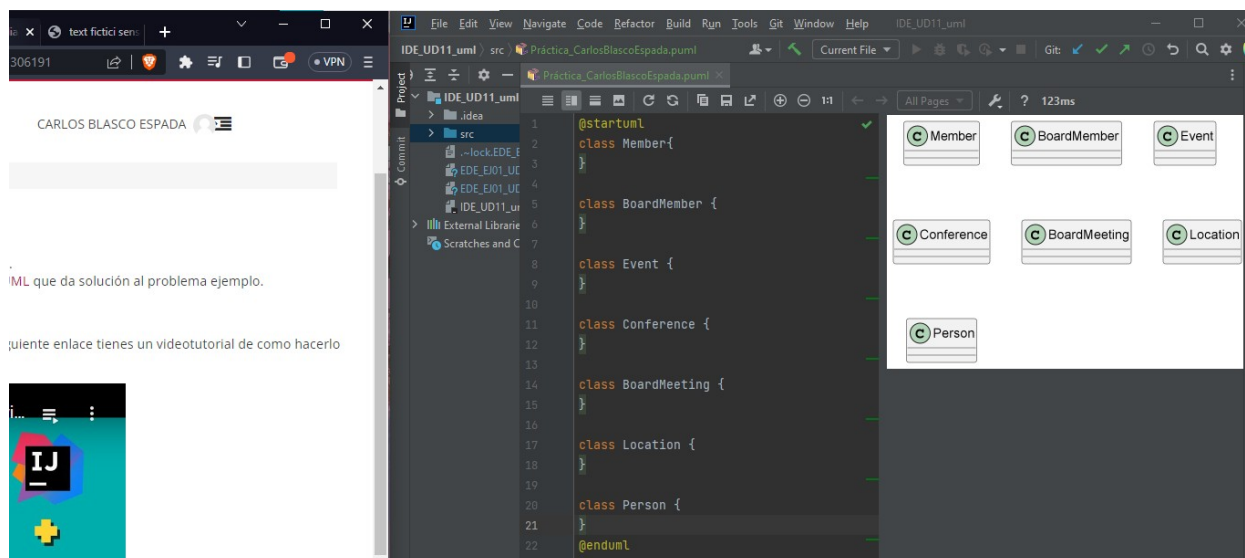 text fictici sens
306191
VPN
CARLOS BLASCO ESPADA
UML que da solución al problema ejemplo.
guiente enlace tienes un videotutorial de como hacerlo
IJ
IJ
File Edit View Navigate Code Refactor Build Run Tools Git Window Help IDE_UD11_uml
IDE_UD11_uml src Práctica_CarlosBlascoEspada.puml Current File Git:
Project
Commit
Práctica_CarlosBlascoEspada.puml
IDE_UD11_uml
.idea
src
.~lock.EDE_E
EDE_EJ01_UD
EDE_EJ01_UD
IDE_UD11_ur
External Librarie
Scratches and C
1:1 All Pages ? 123ms
1 @startuml
2 class Member{
3 }
4
5 class BoardMember {
6 }
7
8 class Event {
9 }
10
11 class Conference {
12 }
13
14 class BoardMeeting {
15 }
16
17 class Location {
18 }
19
20 class Person {
21 }
22 @enduml
C Member C BoardMember C Event
C Conference C BoardMeeting C Location
C Person